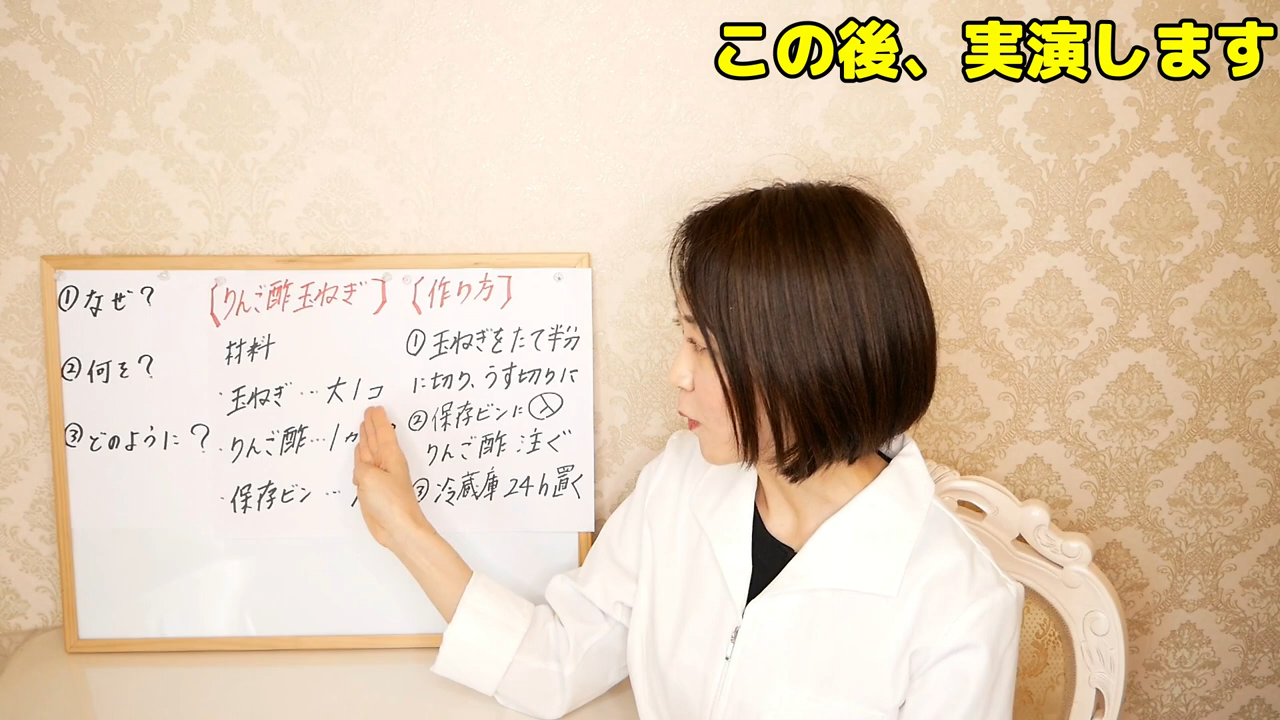 この後、実演します
①なぜ?
②何を?
③どのように?
【りんご酢玉ねぎ】
材料
・玉ねぎ…大1コ
・りんご酢…1
・保存ビン…
【作り方】
①玉ねぎをたて半分
に切り、うす切りに
②保存ビンに入
りんご酢注ぐ
③冷蔵庫24h置く